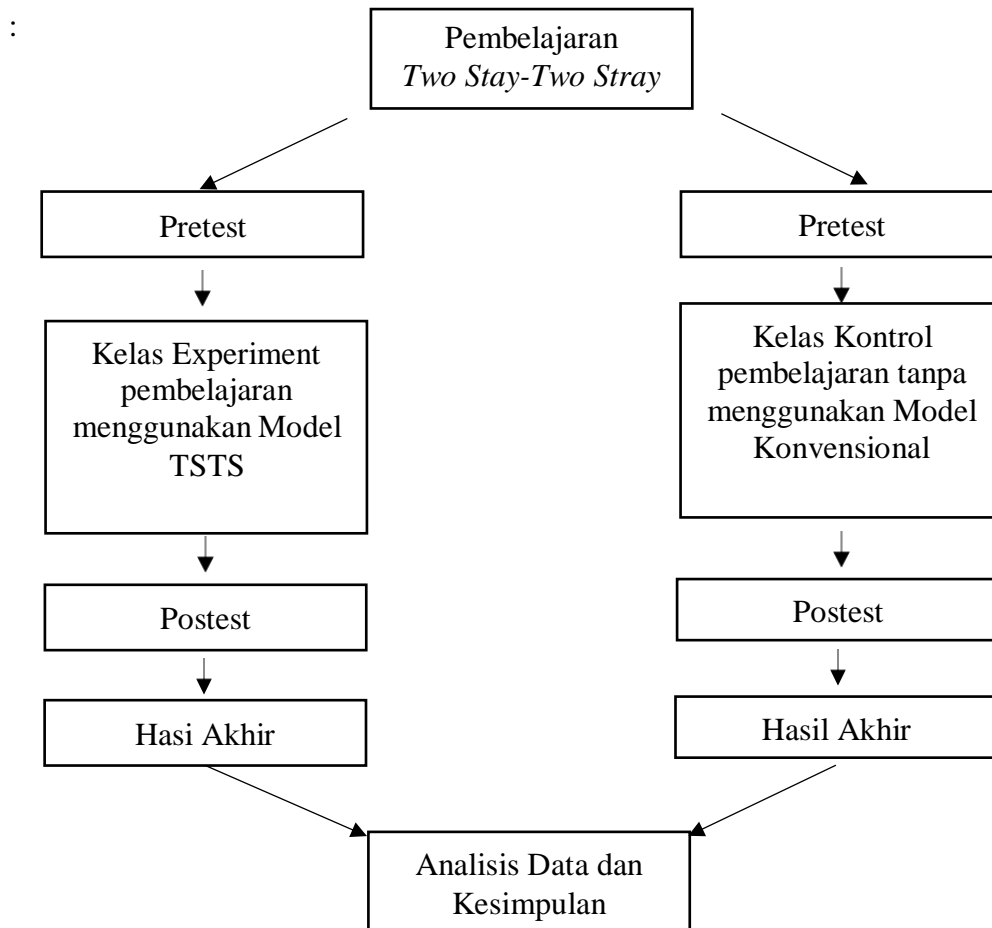 :
Pembelajaran
Two Stay-Two Stray
Pretest
Pretest
Kelas Experiment
pembelajaran
menggunakan Model
TSTS
Kelas Kontrol
pembelajaran tanpa
menggunakan Model
Konvensional
Postest
Postest
Hasi Akhir
Hasil Akhir
Analisis Data dan
Kesimpulan